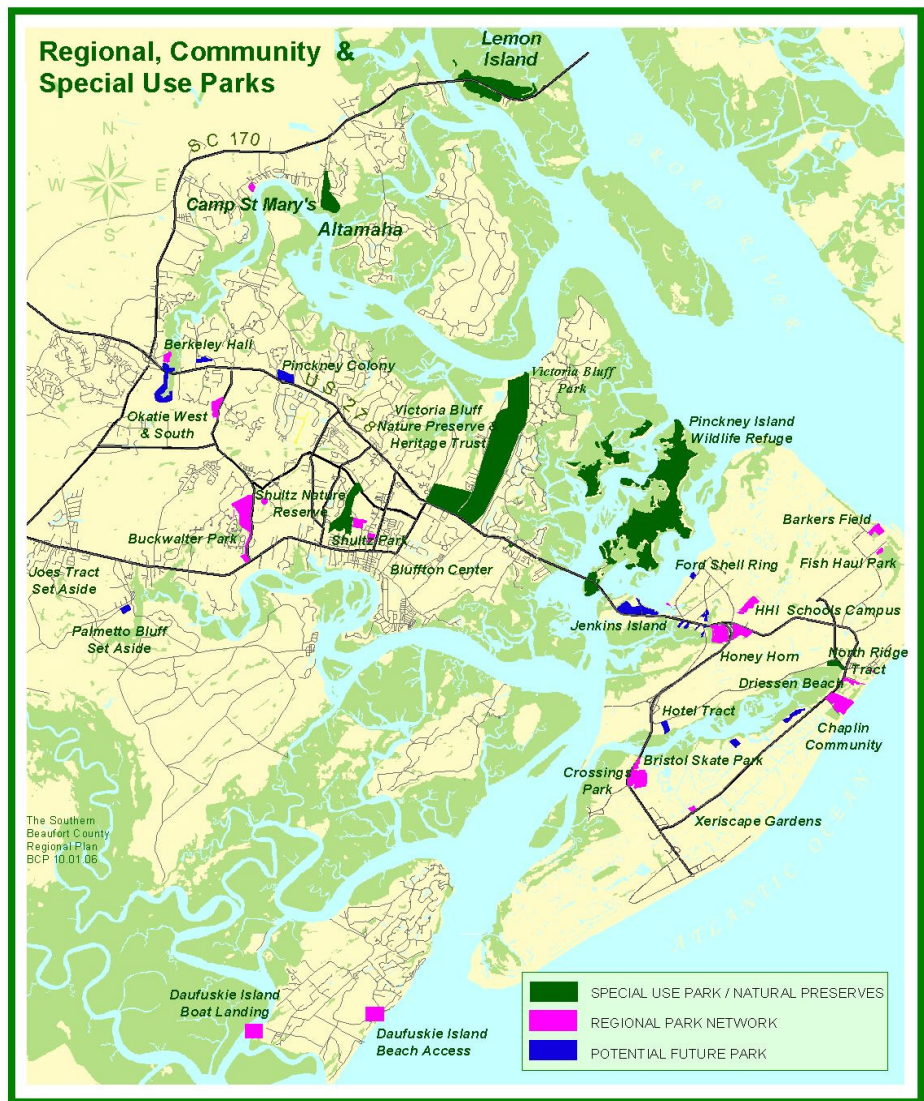 Regional, Community &
Special Use Parks
Lemon
Island
S.C 170
N
W
E
S
BROAD RIVER
Camp St Mary's
Altamaha
Berkeley Hall
Pinckney Colony
U S 278
Okatie West
& South
Victoria Bluff
Park
Victoria Bluff
Nature Preserve &
Heritage Trust
Pinckney Island
Wildlife Refuge
Shultz Nature
Reserve
Buckwalter Park
Shultz Park
Bluffton Center
Barkers Field
Fish Haul Park
Ford Shell Ring
Joes Tract
Set Aside
Palmetto Bluff
Set Aside
Jenkins Island
HHI Schools Campus
Honey Horn
North Ridge
Tract
Driessen Beach
Hotel Tract
Chaplin
Community
Bristol Skate Park
Crossings
Park
Xeriscape Gardens
ATLANTIC OCEAN
The Southern
Beaufort County
Regional Plan
BCP 10.01.06
Daufuskie Island
Boat Landing
Daufuskie Island
Beach Access
SPECIAL USE PARK / NATURAL PRESERVES
REGIONAL PARK NETWORK
POTENTIAL FUTURE PARK